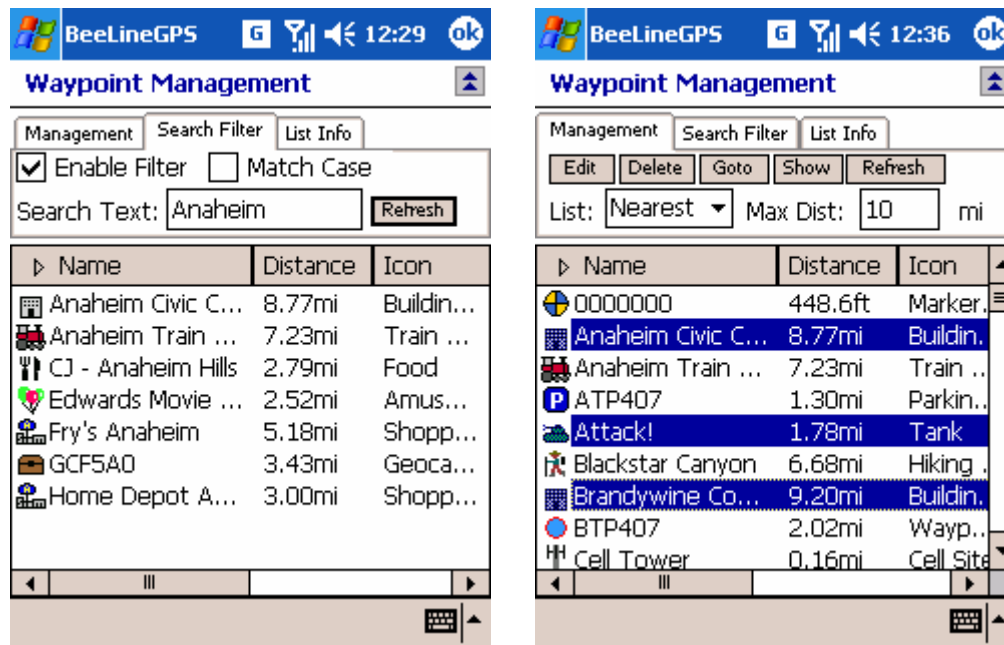 BeeLineGPS G 12:29 ok
Waypoint Management
Management Search Filter List Info
Enable Filter Match Case
Search Text: Anaheim Refresh
Name Distance Icon
Anaheim Civic C... 8.77mi Buildin...
Anaheim Train ... 7.23mi Train ...
CJ - Anaheim Hills 2.79mi Food
Edwards Movie ... 2.52mi Amus...
Fry's Anaheim 5.18mi Shopp...
GCF5A0 3.43mi Geoca...
Home Depot A... 3.00mi Shopp...
BeeLineGPS G 12:36 ok
Waypoint Management
Management Search Filter List Info
Edit Delete Goto Show Refresh
List: Nearest Max Dist: 10 mi
Name Distance Icon
0000000 448.6ft Marker.
Anaheim Civic C... 8.77mi Buildin.
Anaheim Train ... 7.23mi Train ..
P ATP407 1.30mi Parkin..
Attack! 1.78mi Tank
Blackstar Canyon 6.68mi Hiking .
Brandywine Co... 9.20mi Buildin.
BTP407 2.02mi Wayp..
Cell Tower 0.16mi Cell Site